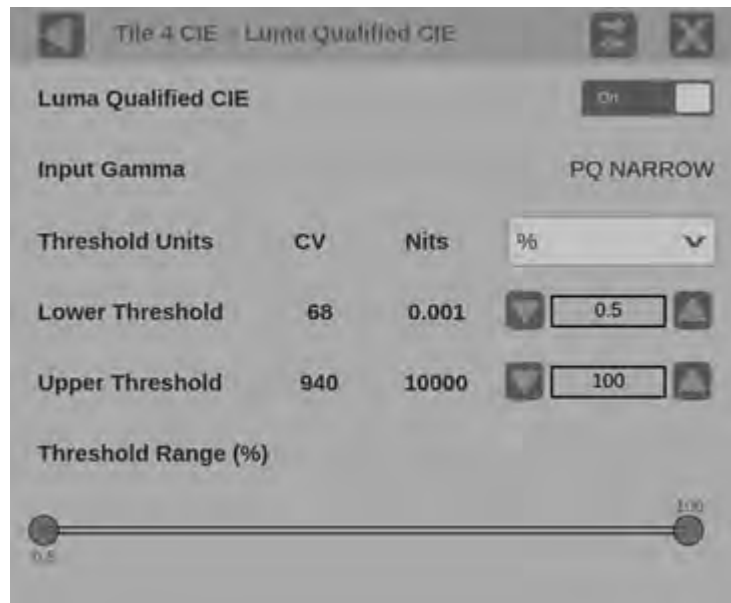 Tile 4 CIE - Luma Qualified CIE
Luma Qualified CIE On
Input Gamma PQ NARROW
Threshold Units CV Nits %
Lower Threshold 68 0.001 0.5
Upper Threshold 940 10000 100
Threshold Range (%)
100
0.5